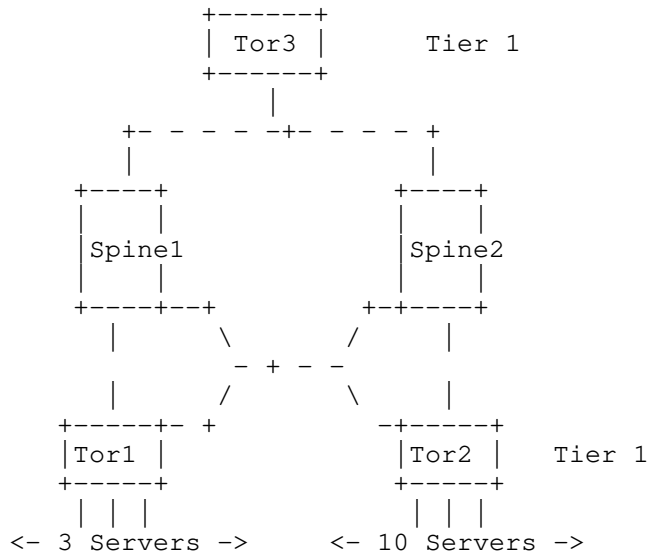 Tor3 Tier 1
Spine1 Spine2
Tor1 Tor2 Tier 1
<- 3 Servers -> <- 10 Servers ->